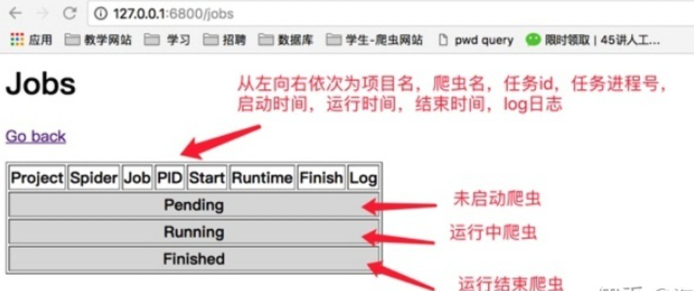 127.0.0.1:6800/jobs
应用 教学网站 学习 招聘 数据库 学生-爬虫网站 pwd query 限时领取 | 45讲人工...
Jobs
从左向右依次为项目名，爬虫名，任务id，任务进程号，
启动时间，运行时间，结束时间，log日志
Go back
Project Spider Job PID Start Runtime Finish Log
Pending
未启动爬虫
Running
运行中爬虫
Finished
运行结束爬虫